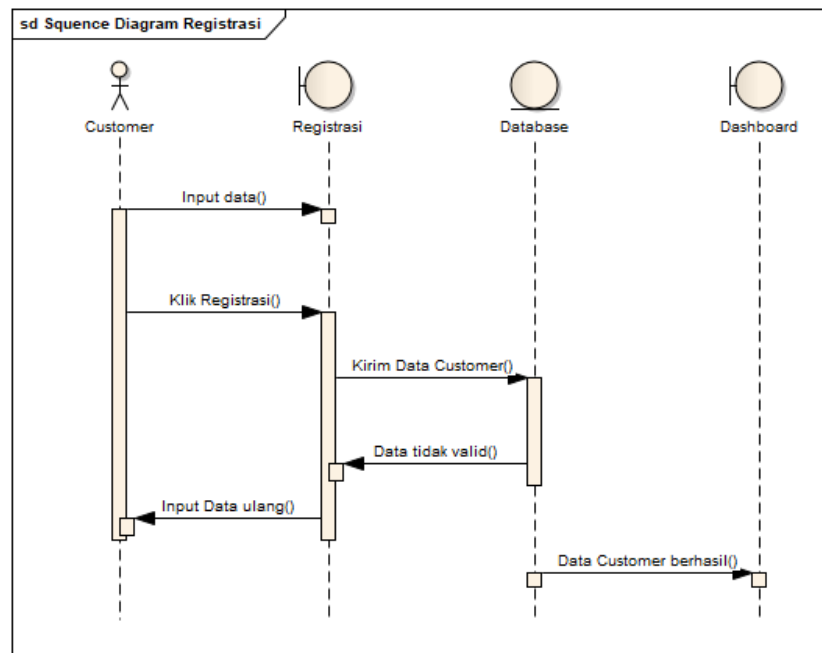 sd Squence Diagram Registrasi
Customer
Registrasi
Database
Dashboard
Input data()
Klik Registrasi()
Kirim Data Customer()
Data tidak valid()
Input Data ulang()
Data Customer berhasil()